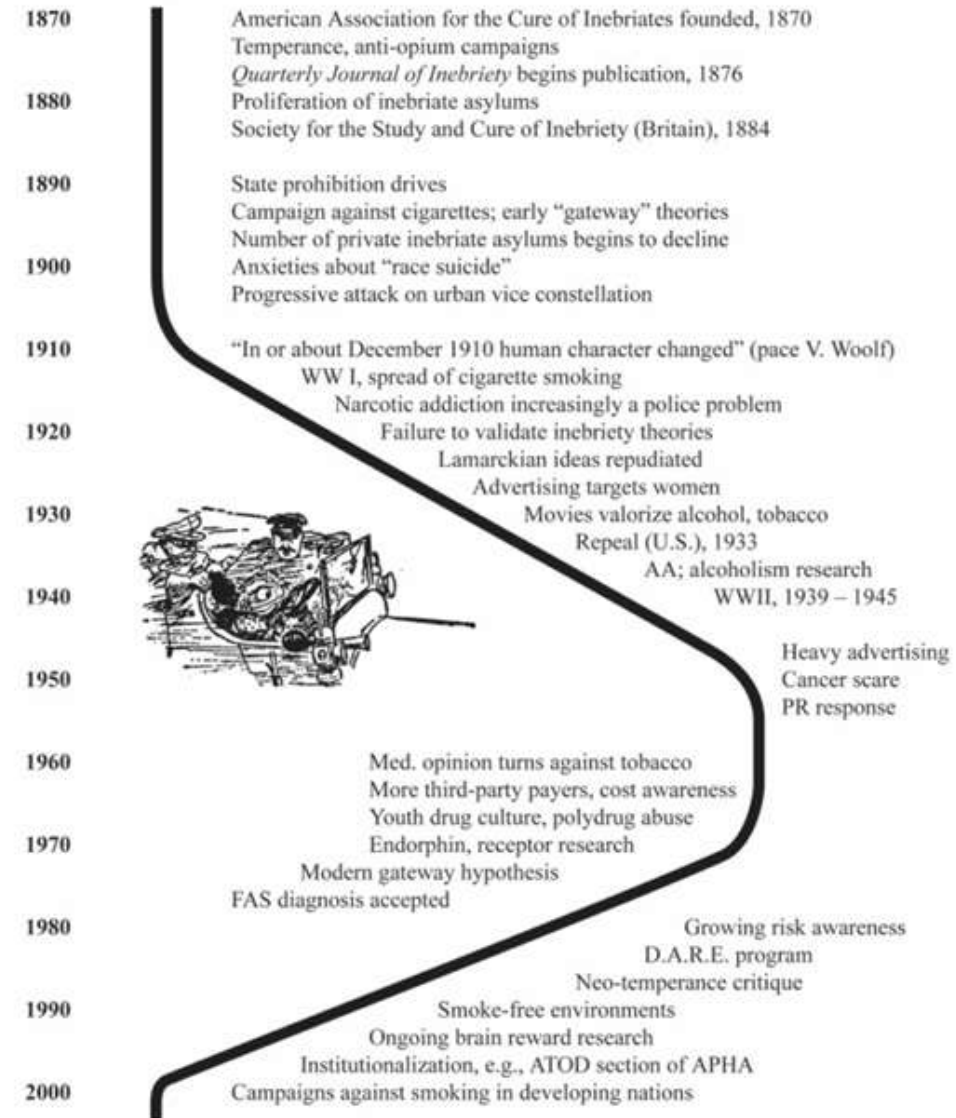 1870 American Association for the Cure of Inebriates founded, 1870
Temperance, anti-opium campaigns
Quarterly Journal of Inebriety begins publication, 1876
1880 Proliferation of inebriate asylums
Society for the Study and Cure of Inebriety (Britain), 1884
1890 State prohibition drives
Campaign against cigarettes; early “gateway” theories
Number of private inebriate asylums begins to decline
1900 Anxieties about “race suicide”
Progressive attack on urban vice constellation
1910 “In or about December 1910 human character changed” (pace V. Woolf)
WW I, spread of cigarette smoking
Narcotic addiction increasingly a police problem
1920 Failure to validate inebriety theories
Lamarckian ideas repudiated
Advertising targets women
1930 Movies valorize alcohol, tobacco
Repeal (U.S.), 1933
AA; alcoholism research
1940 WWII, 1939 – 1945
Heavy advertising
1950 Cancer scare
PR response
1960 Med. opinion turns against tobacco
More third-party payers, cost awareness
Youth drug culture, polydrug abuse
1970 Endorphin, receptor research
Modern gateway hypothesis
FAS diagnosis accepted
1980 Growing risk awareness
D.A.R.E. program
Neo-temperance critique
1990 Smoke-free environments
Ongoing brain reward research
Institutionalization, e.g., ATOD section of APHA
2000 Campaigns against smoking in developing nations